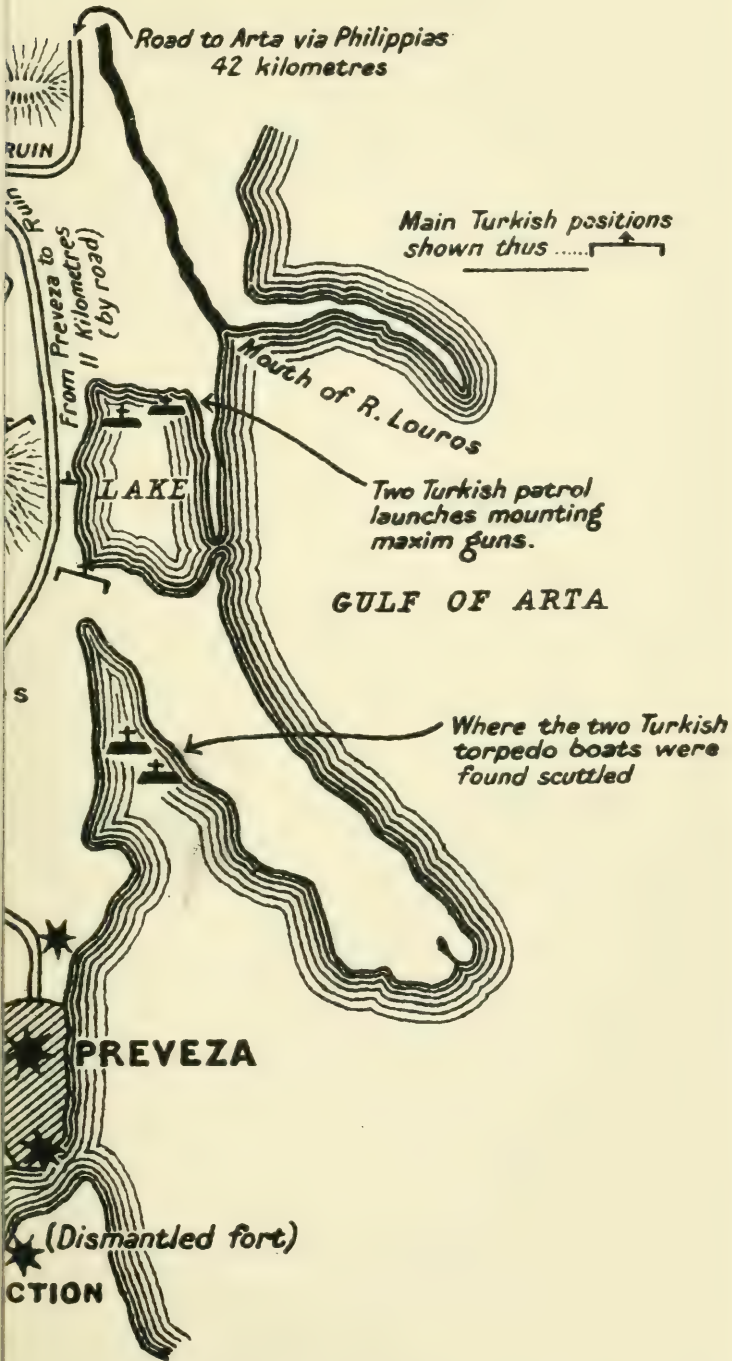 Road to Arta via Philippias
42 kilometres
RUIN
Main Turkish positions
shown thus ......
From Preveza to Ruin
11 Kilometres
(by road)
Mouth of R. Louros
LAKE
Two Turkish patrol
launches mounting
maxim guns.
GULF OF ARTA
S
Where the two Turkish
torpedo boats were
found scuttled
PREVEZA
(Dismantled fort)
CTION